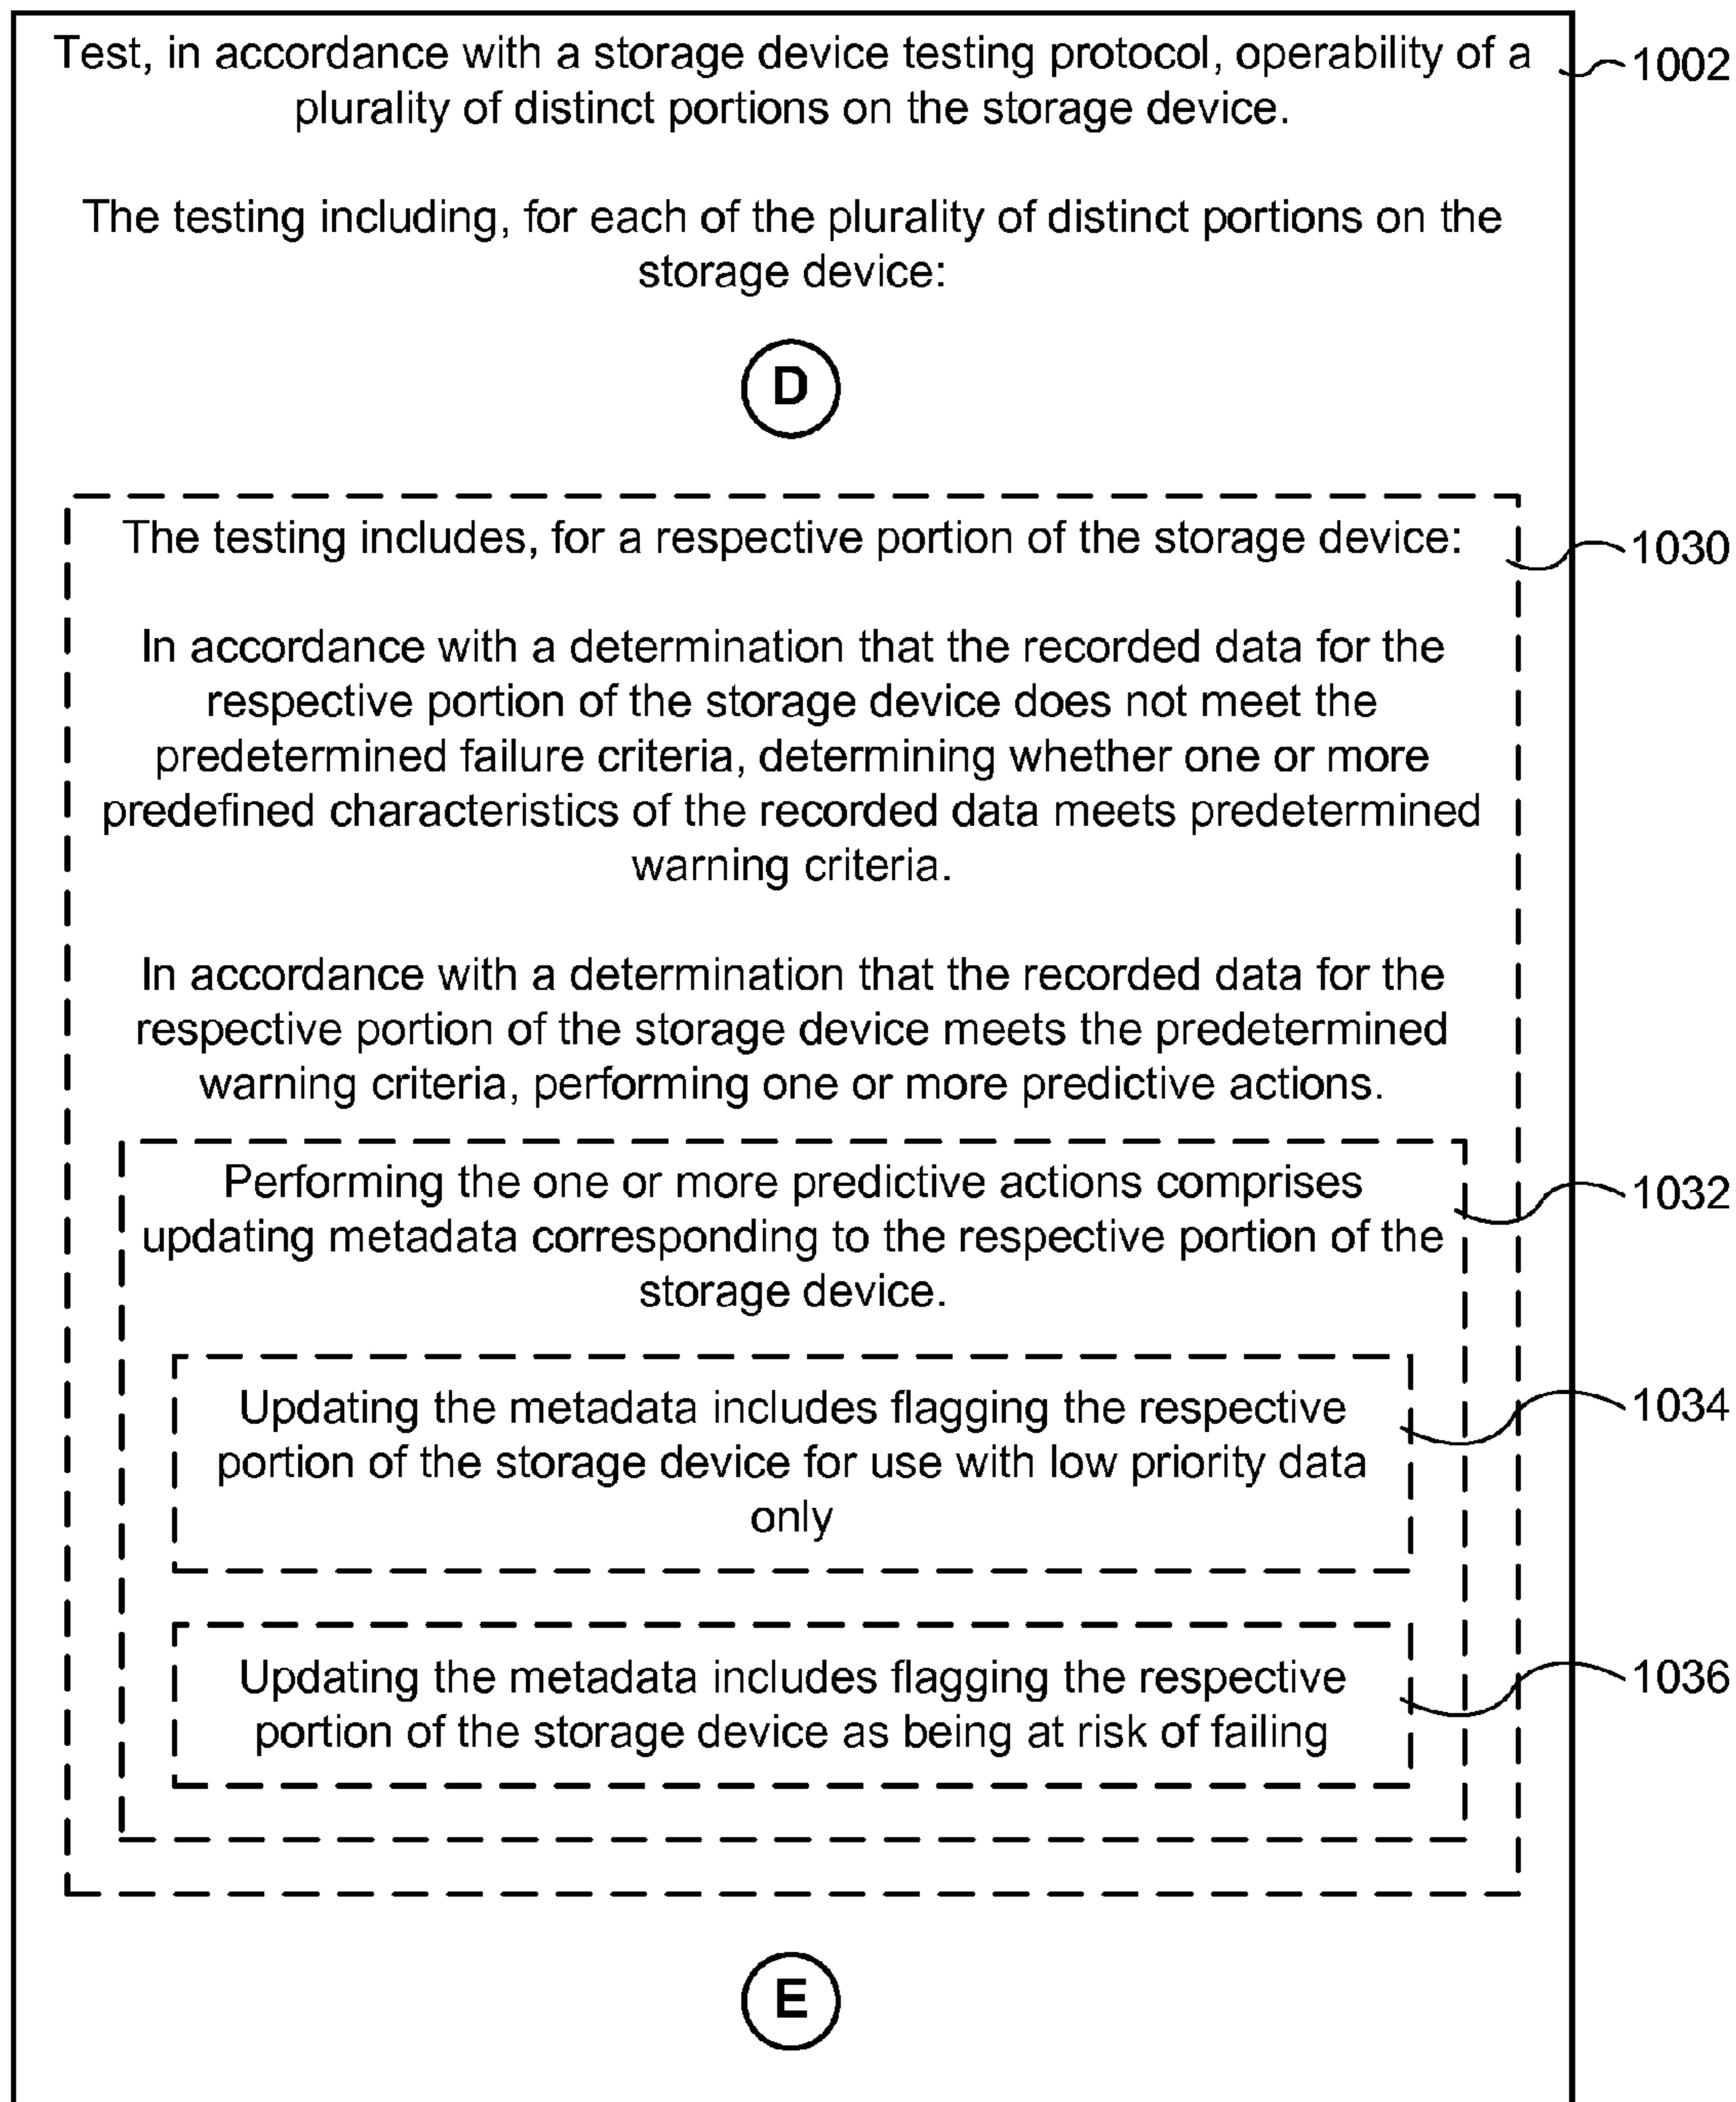 Test, in accordance with a storage device testing protocol, operability of a
plurality of distinct portions on the storage device.
1002
The testing including, for each of the plurality of distinct portions on the
storage device:
D
The testing includes, for a respective portion of the storage device:
1030
In accordance with a determination that the recorded data for the
respective portion of the storage device does not meet the
predetermined failure criteria, determining whether one or more
predefined characteristics of the recorded data meets predetermined
warning criteria.
In accordance with a determination that the recorded data for the
respective portion of the storage device meets the predetermined
warning criteria, performing one or more predictive actions.
Performing the one or more predictive actions comprises
updating metadata corresponding to the respective portion of the
storage device.
1032
Updating the metadata includes flagging the respective
portion of the storage device for use with low priority data
only
1034
Updating the metadata includes flagging the respective
portion of the storage device as being at risk of failing
1036
E